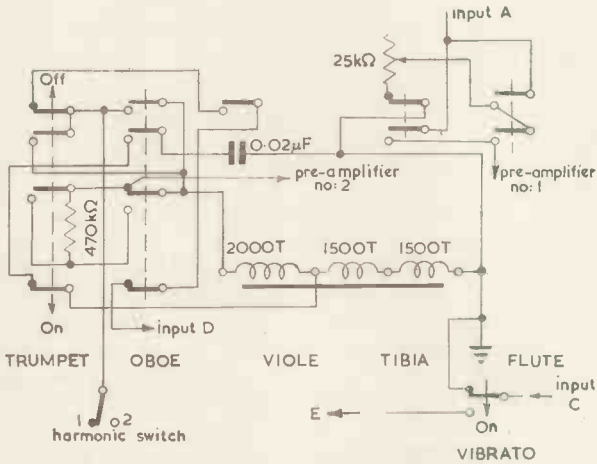 input A
25kΩ
Off
0·02μF
pre-amplifier
no:2
pre-amplifier
no:1
470kΩ
2000T
1500T
1500T
On
input D
TRUMPET
OBOE
VIOLE
TIBIA
FLUTE
input
C
E
On
1
2
harmonic switch
VIBRATO